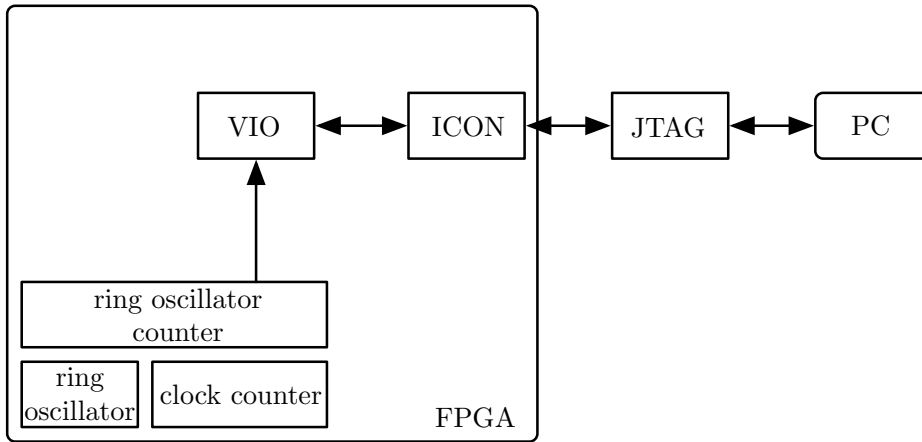 VIO
ICON
JTAG
PC
ring oscillator
counter
ring
oscillator
clock counter
FPGA